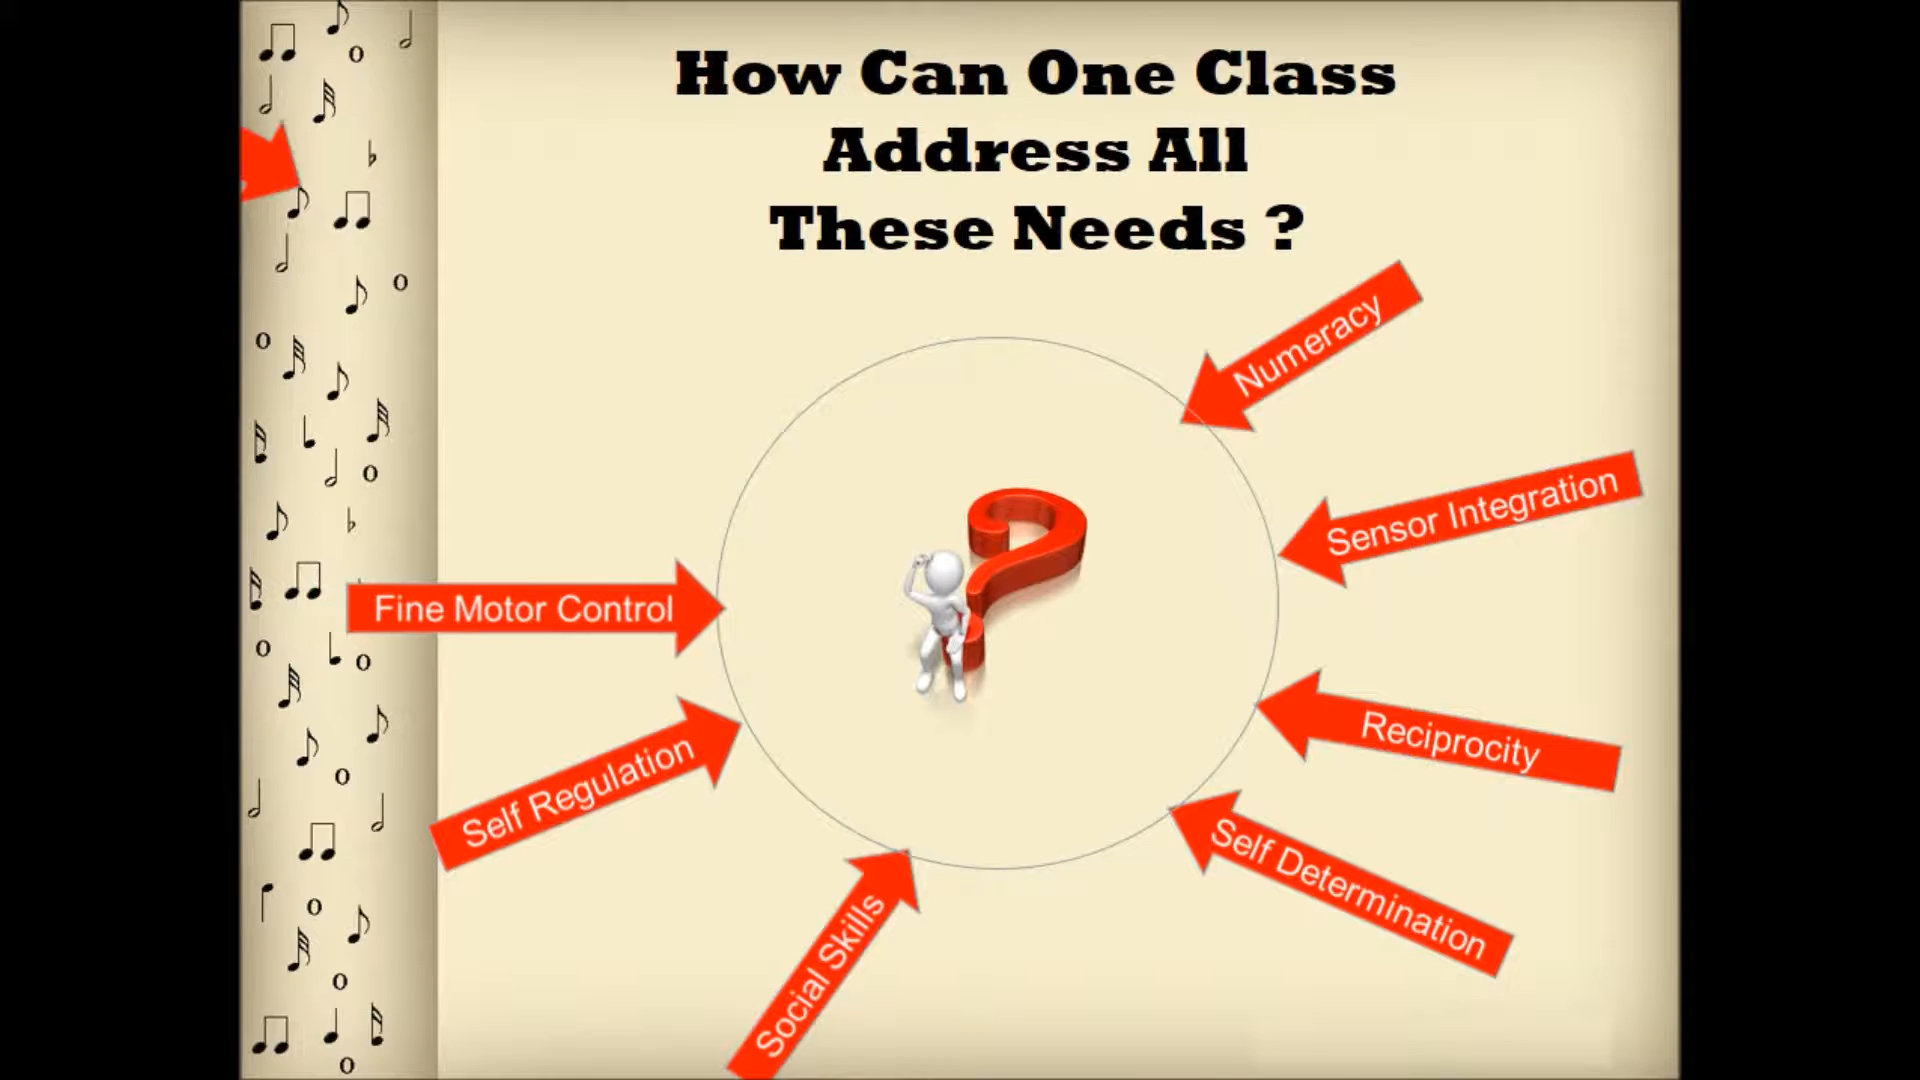 How Can One Class
Address All
These Needs ?
Numeracy
Sensor Integration
Fine Motor Control
Reciprocity
Self Regulation
Self Determination
Social Skills